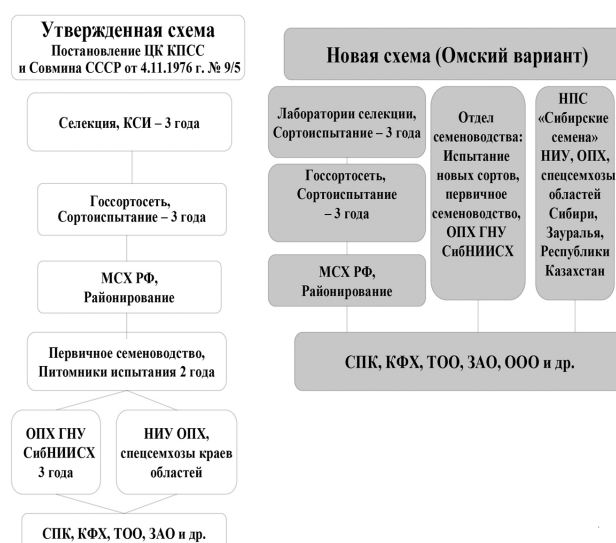 Утвержденная схема
Постановление ЦК КПСС
и Совмина СССР от 4.11.1976 г. № 9/5
Селекция, КСИ – 3 года
Госсортосеть,
Сортоиспытание – 3 года
МСХ РФ,
Районирование
Первичное семеноводство,
Питомники испытания 2 года
ОПХ ГНУ
СибНИИСХ
3 года
НИУ ОПХ,
спецсемхозы краев
областей
СПК, КФХ, ТОО, ЗАО и др.
Новая схема (Омский вариант)
Лаборатории селекции,
Сортоиспытание – 3 года
Госсортосеть,
Сортоиспытание
– 3 года
МСХ РФ,
Районирование
Отдел
семеноводства:
Испытание
новых сортов,
первичное
семеноводство,
ОПХ ГНУ
СибНИИСХ
НПС
«Сибирские
семена»
НИУ, ОПХ,
спецсемхозы
областей
Сибири,
Зауралья,
Республики
Казахстан
СПК, КФХ, ТОО, ЗАО, ООО и др.